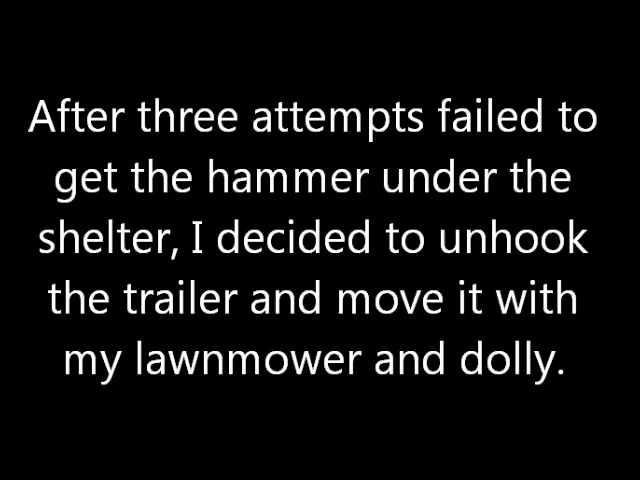 After three attempts failed to
get the hammer under the
shelter, I decided to unhook
the trailer and move it with
my lawnmower and dolly.